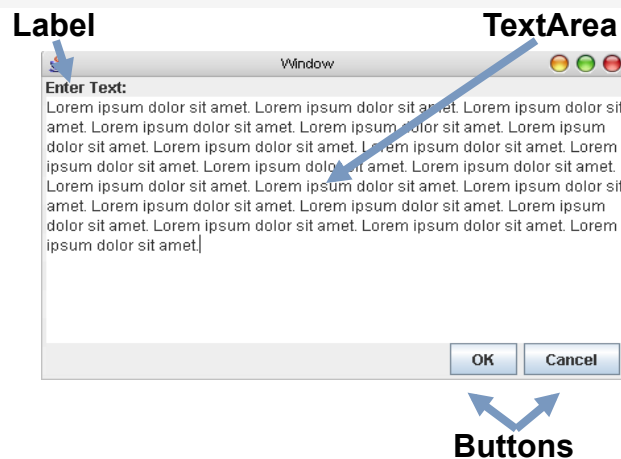 Label
TextArea
Window
Enter Text:
Lorem ipsum dolor sit amet. Lorem ipsum dolor sit amet. Lorem ipsum dolor sit
amet. Lorem ipsum dolor sit amet. Lorem ipsum dolor sit amet. Lorem ipsum
dolor sit amet. Lorem ipsum dolor sit amet. Lorem ipsum dolor sit amet. Lorem
ipsum dolor sit amet. Lorem ipsum dolor sit amet. Lorem ipsum dolor sit amet.
Lorem ipsum dolor sit amet. Lorem ipsum dolor sit amet. Lorem ipsum dolor sit
amet. Lorem ipsum dolor sit amet. Lorem ipsum dolor sit amet. Lorem ipsum
dolor sit amet. Lorem ipsum dolor sit amet. Lorem ipsum dolor sit amet. Lorem
ipsum dolor sit amet.
OK
Cancel
Buttons